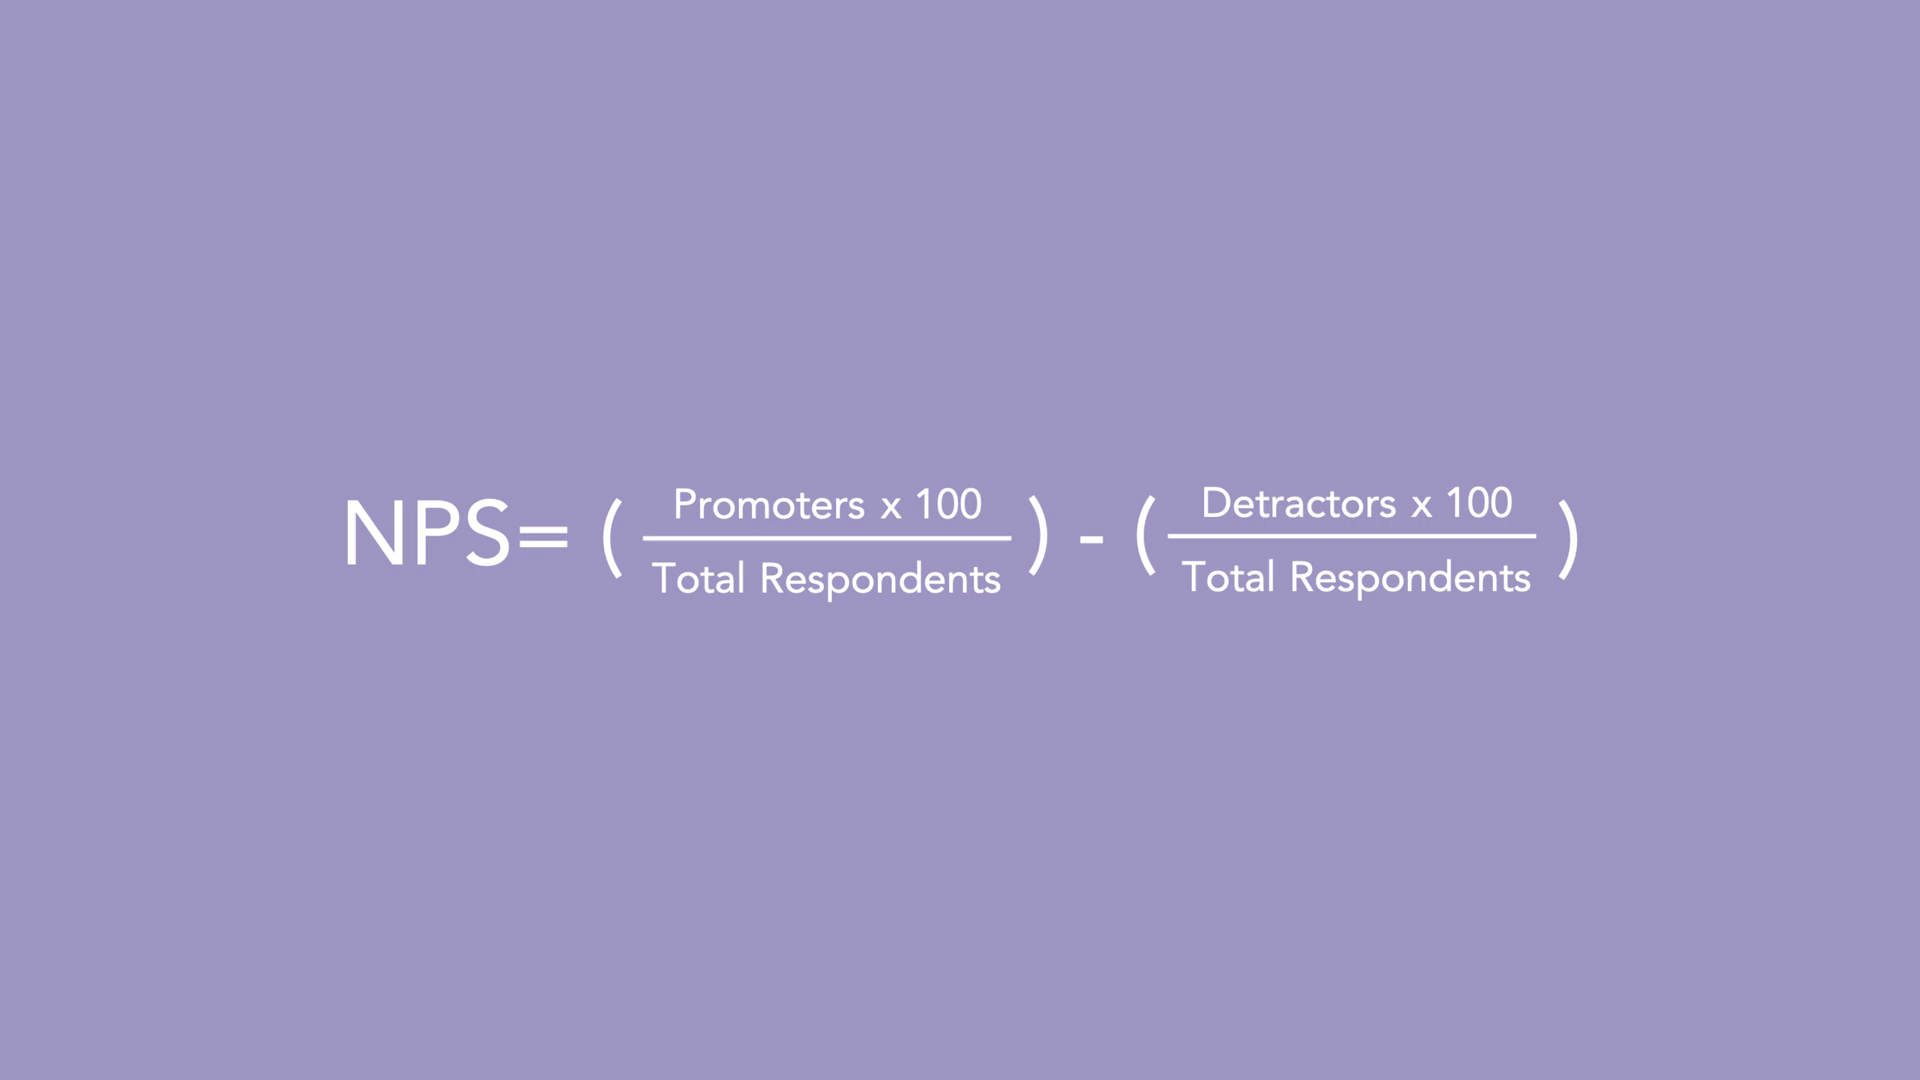 NPS= ( Promoters x 100 ) - ( Detractors x 100 )
Total Respondents Total Respondents